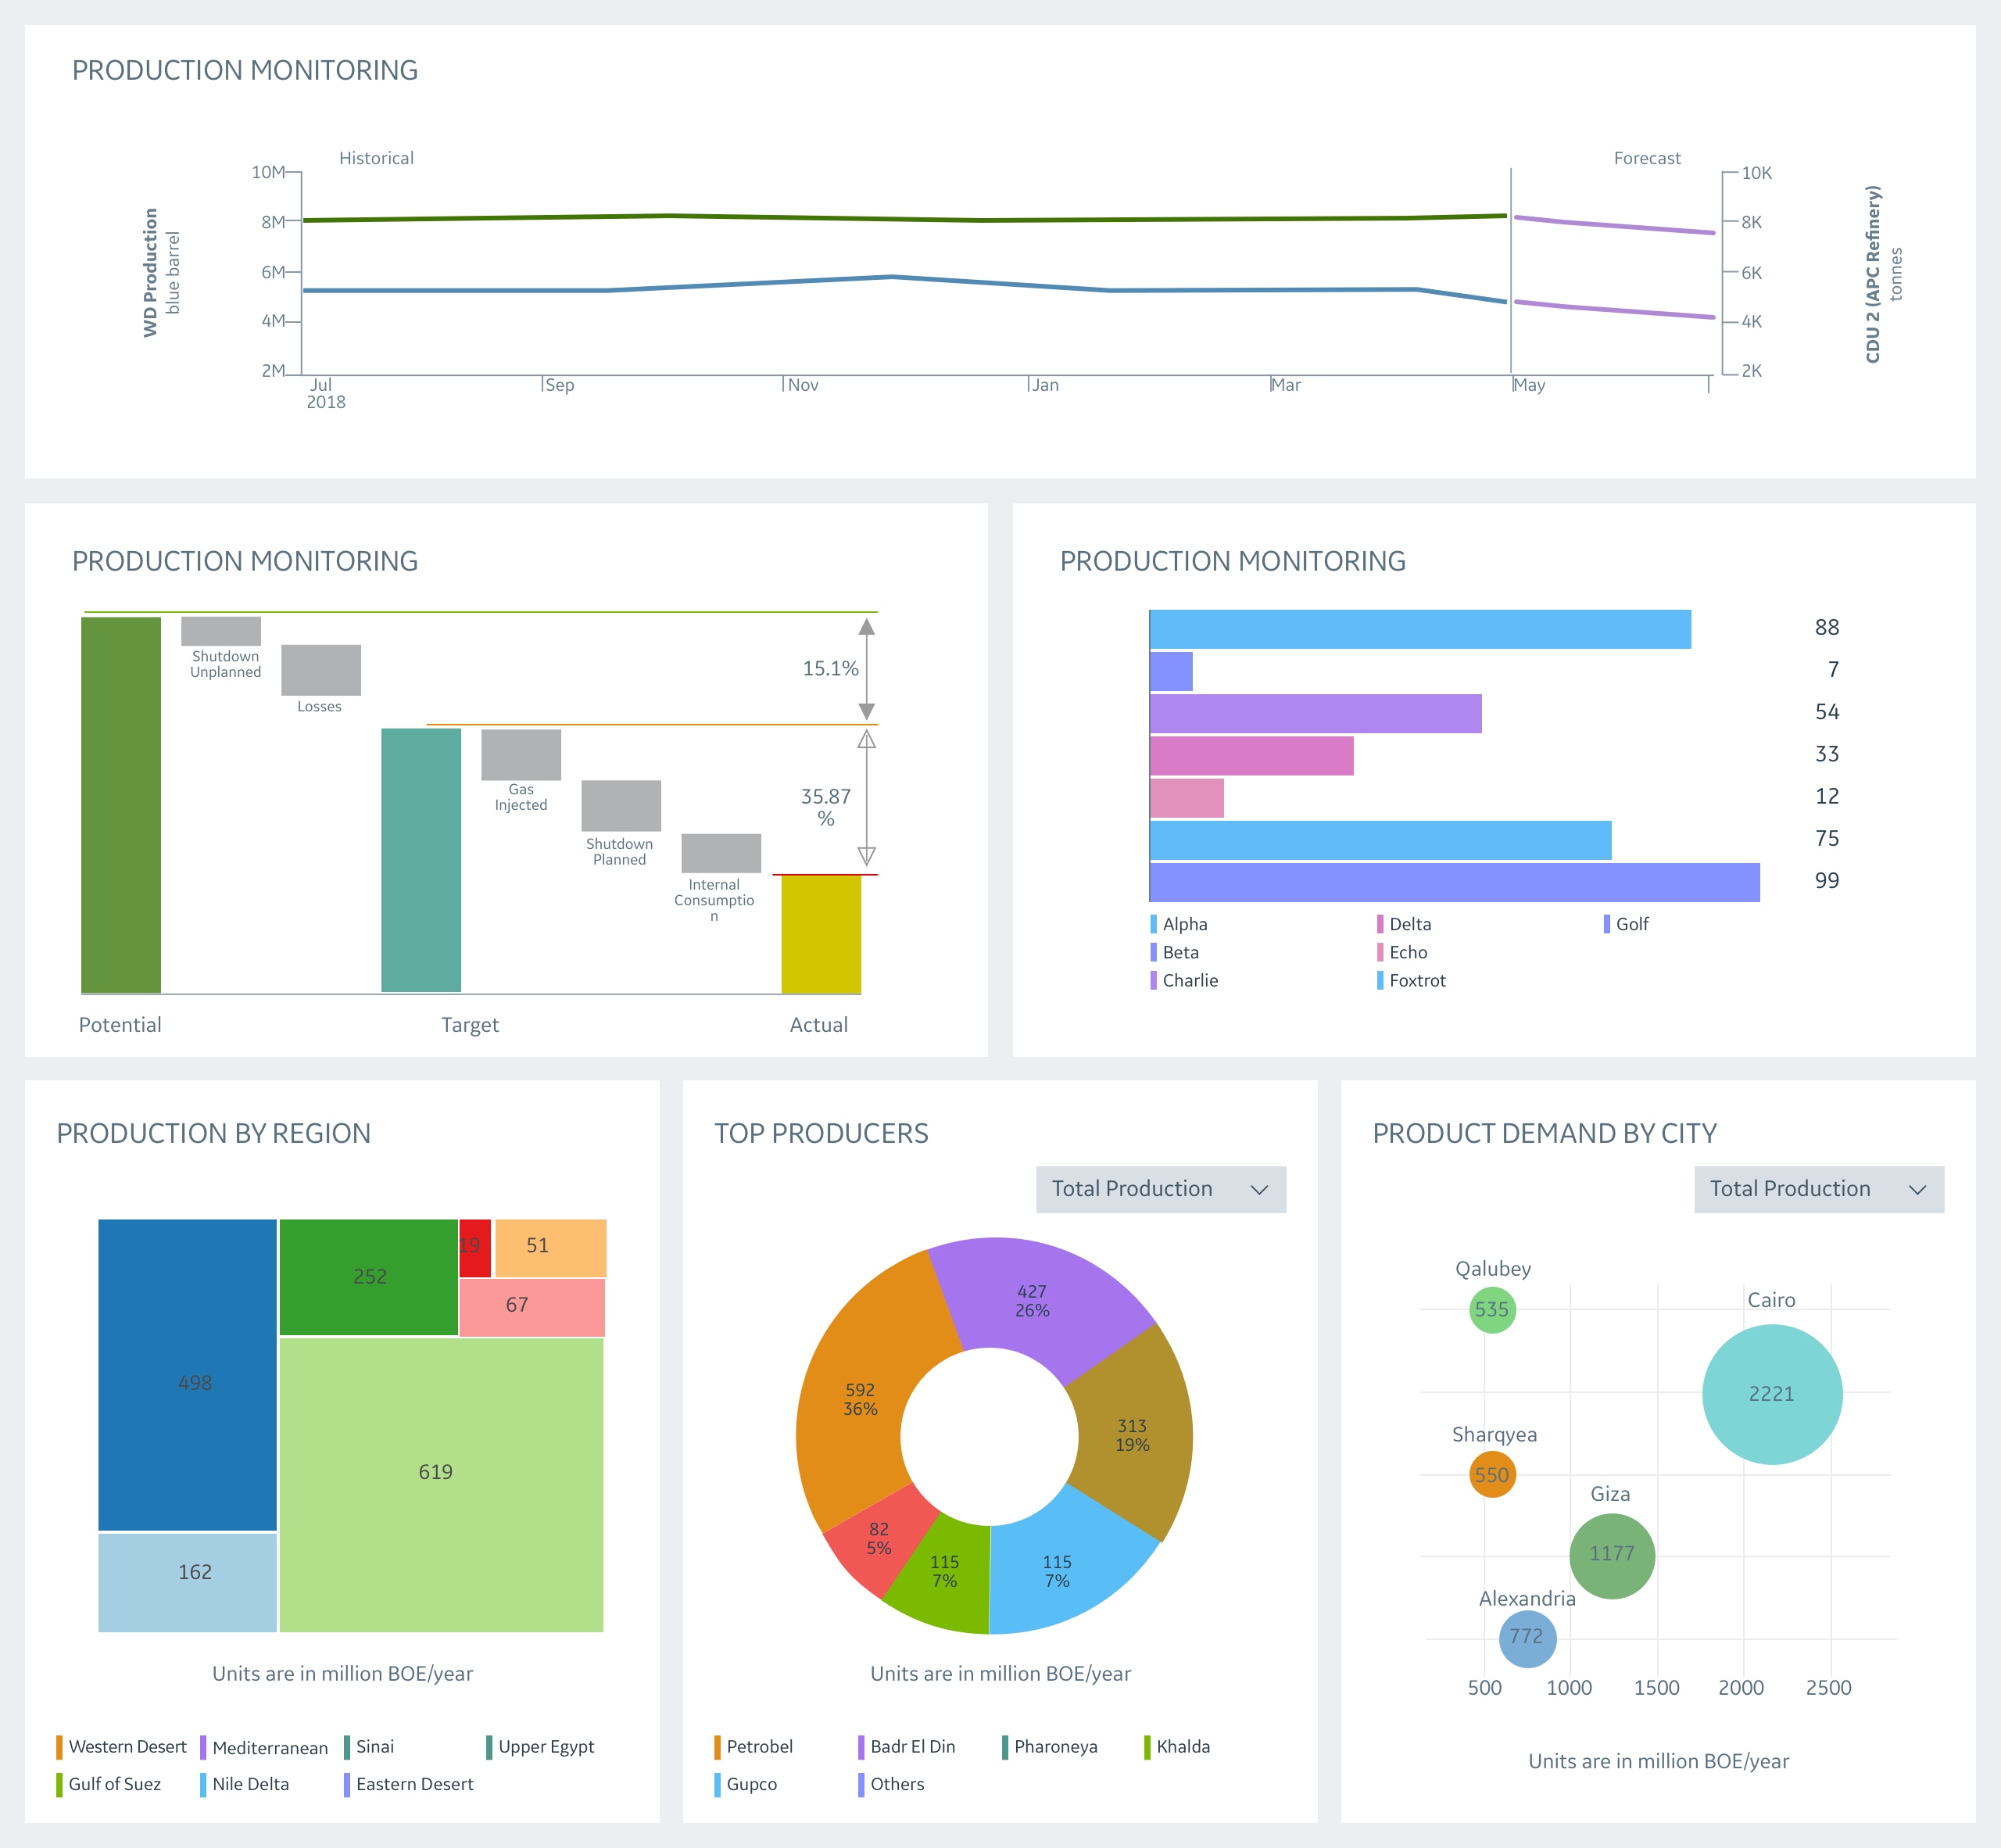 PRODUCTION MONITORING
Historical
Forecast
10M
8M
6M
4M
2M
WD Production
blue barrel
10K
8K
6K
4K
2K
CDU 2 (APC Refinery)
tonnes
Jul
2018
Sep
Nov
Jan
Mar
May
PRODUCTION MONITORING
Shutdown
Unplanned
Losses
15.1%
Gas
Injected
Shutdown
Planned
35.87
%
Internal
Consumptio
n
Potential
Target
Actual
PRODUCTION MONITORING
88
7
54
33
12
75
99
Alpha
Delta
Golf
Beta
Echo
Charlie
Foxtrot
PRODUCTION BY REGION
19
51
252
67
498
619
162
Units are in million BOE/year
Western Desert
Mediterranean
Sinai
Upper Egypt
Gulf of Suez
Nile Delta
Eastern Desert
TOP PRODUCERS
Total Production
427
26%
592
36%
313
19%
82
5%
115
7%
115
7%
Units are in million BOE/year
Petrobel
Badr El Din
Pharoneya
Khalda
Gupco
Others
PRODUCT DEMAND BY CITY
Total Production
Qalubey
535
Cairo
2221
Sharqyea
550
Giza
1177
Alexandria
772
500
1000
1500
2000
2500
Units are in million BOE/year